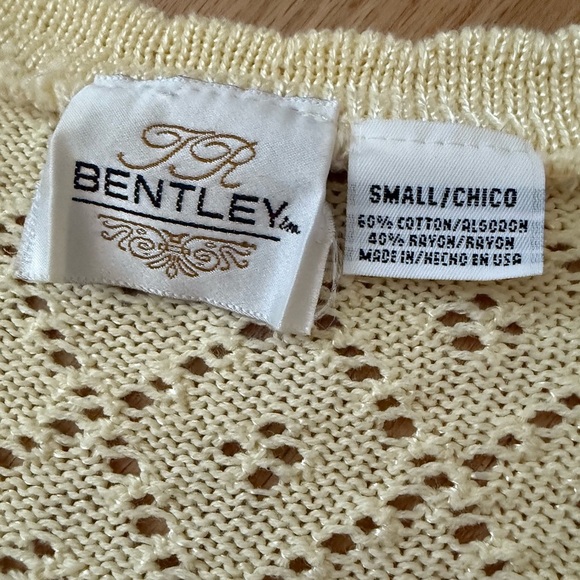 TR
BENTLEY tm
SMALL/CHICO
60% COTTON/ALGODON
40% RAYON/RAYON
MADE IN/HECHO EN USA